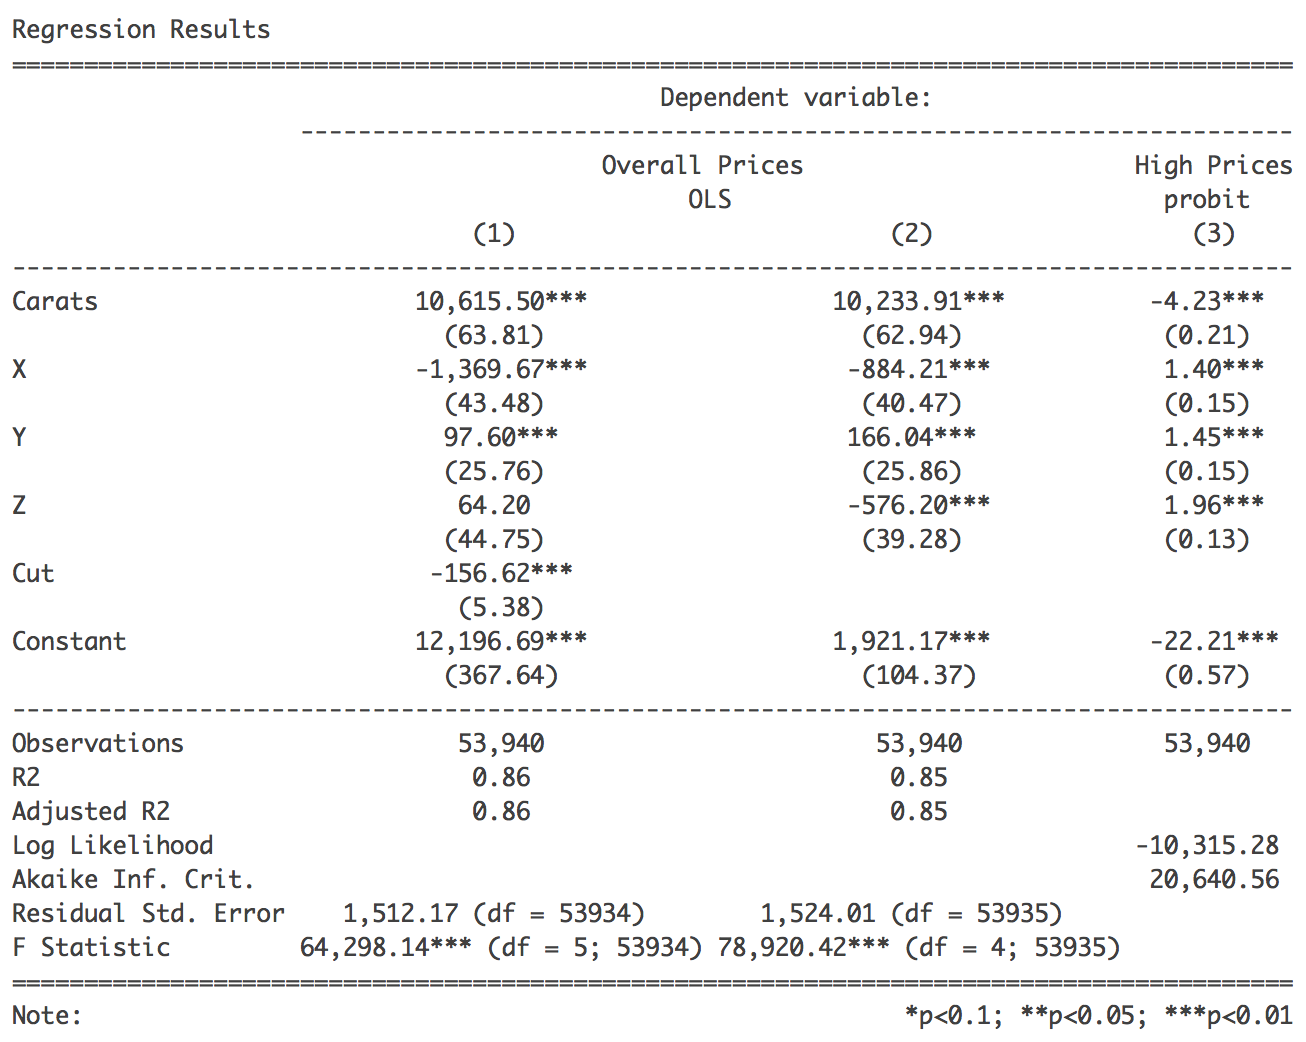 Regression Results
=========================================================================================
Dependent variable:
---------------------------------------------------------------------
Overall Prices High Prices
OLS probit
(1) (2) (3)
-----------------------------------------------------------------------------------------
Carats 10,615.50*** 10,233.91*** -4.23***
(63.81) (62.94) (0.21)
X -1,369.67*** -884.21*** 1.40***
(43.48) (40.47) (0.15)
Y 97.60*** 166.04*** 1.45***
(25.76) (25.86) (0.15)
Z 64.20 -576.20*** 1.96***
(44.75) (39.28) (0.13)
Cut -156.62***
(5.38)
Constant 12,196.69*** 1,921.17*** -22.21***
(367.64) (104.37) (0.57)
-----------------------------------------------------------------------------------------
Observations 53,940 53,940 53,940
R2 0.86 0.85
Adjusted R2 0.86 0.85
Log Likelihood -10,315.28
Akaike Inf. Crit. 20,640.56
Residual Std. Error 1,512.17 (df = 53934) 1,524.01 (df = 53935)
F Statistic 64,298.14*** (df = 5; 53934) 78,920.42*** (df = 4; 53935)
=========================================================================================
Note: *p<0.1; **p<0.05; ***p<0.01